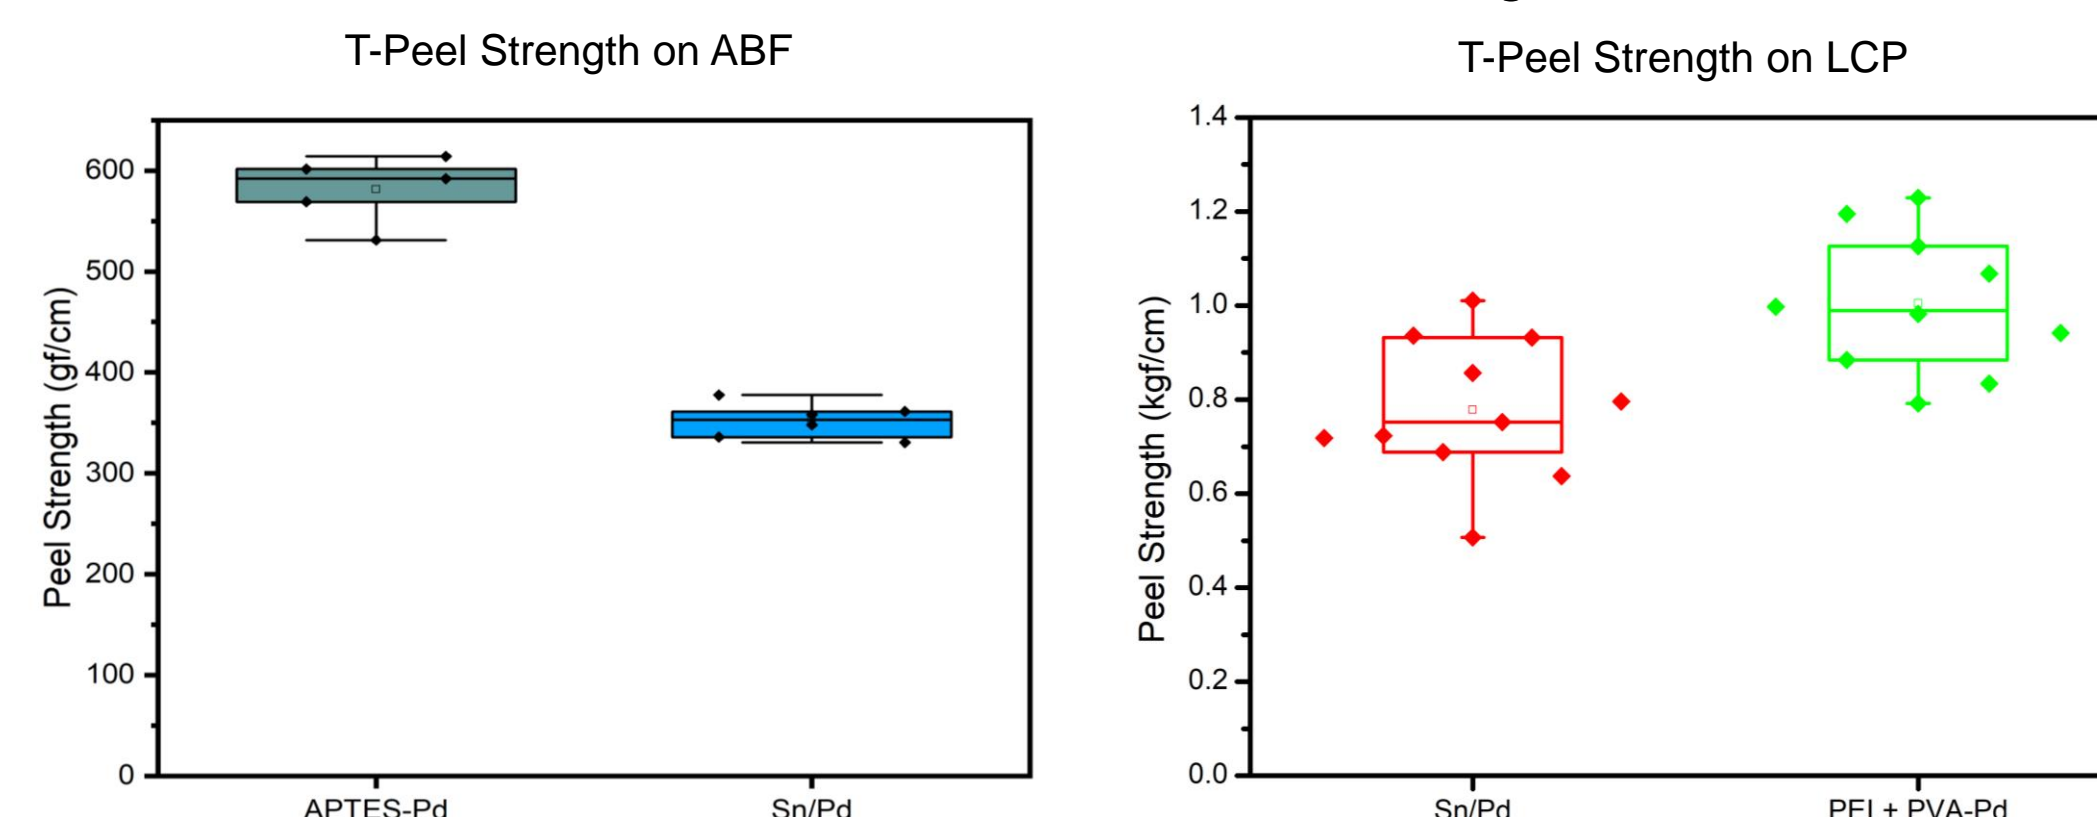 T-Peel Strength on ABF
600
500
400
300
200
100
0
Peel Strength (gf/cm)
APTES-Pd
Sn/Pd
T-Peel Strength on LCP
1.4
1.2
1.0
0.8
0.6
0.4
0.2
0.0
Peel Strength (kgf/cm)
Sn/Pd
PEI+ PVA-Pd